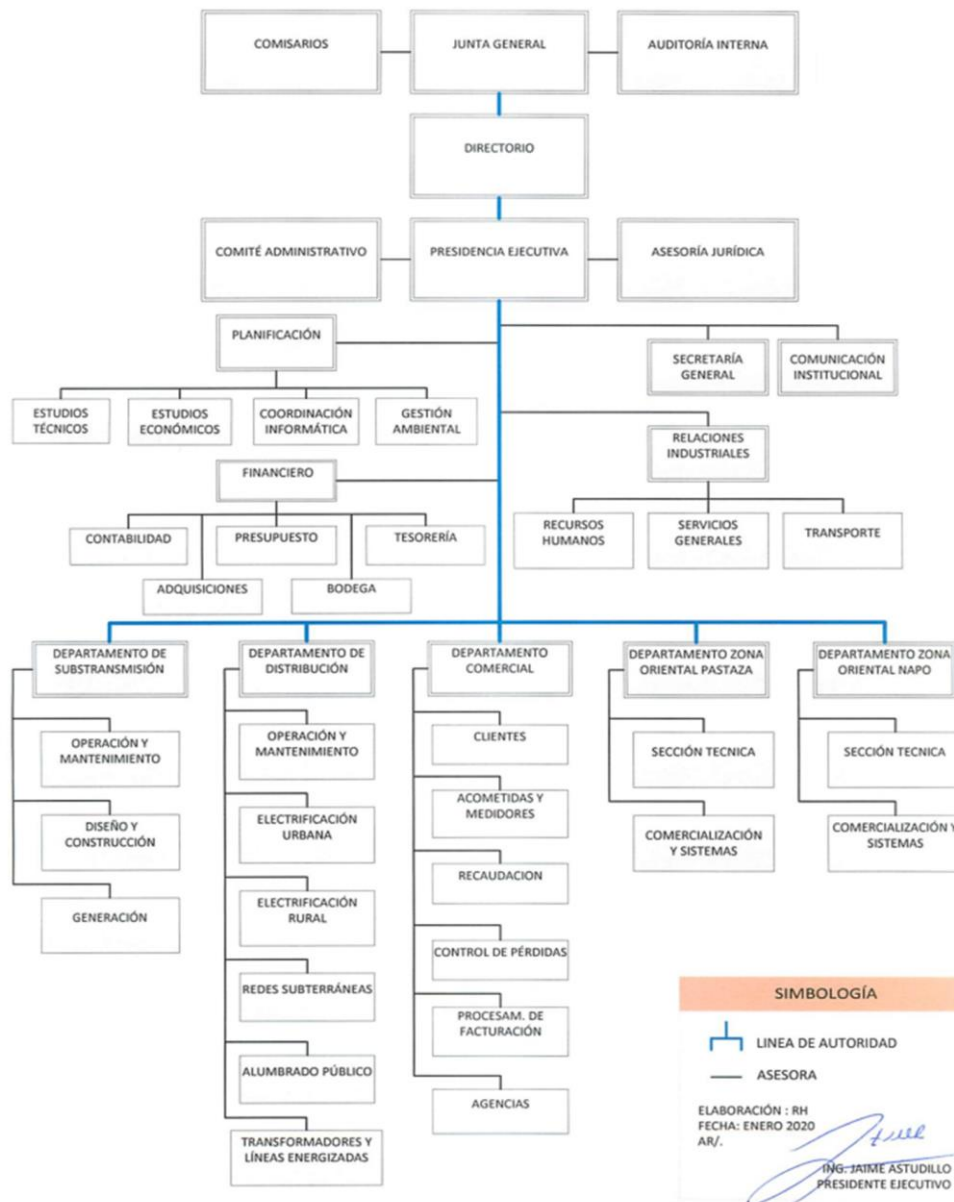 COMISARIOS
JUNTA GENERAL
AUDITORÍA INTERNA
DIRECTORIO
COMITÉ ADMINISTRATIVO
PRESIDENCIA EJECUTIVA
ASESORÍA JURÍDICA
PLANIFICACIÓN
SECRETARÍA
GENERAL
COMUNICACIÓN
INSTITUCIONAL
ESTUDIOS
TÉCNICOS
ESTUDIOS
ECONÓMICOS
COORDINACIÓN
INFORMÁTICA
GESTIÓN
AMBIENTAL
RELACIONES
INDUSTRIALES
FINANCIERO
CONTABILIDAD
PRESUPUESTO
TESORERÍA
ADQUISICIONES
BODEGA
RECURSOS
HUMANOS
SERVICIOS
GENERALES
TRANSPORTE
DEPARTAMENTO DE
SUBSTRANSMISIÓN
OPERACIÓN Y
MANTENIMIENTO
DISEÑO Y
CONSTRUCCIÓN
GENERACIÓN
DEPARTAMENTO DE
DISTRIBUCIÓN
OPERACIÓN Y
MANTENIMIENTO
ELECTRIFICACIÓN
URBANA
ELECTRIFICACIÓN
RURAL
REDES SUBTERRÁNEAS
ALUMBRADO PÚBLICO
TRANSFORMADORES Y
LÍNEAS ENERGIZADAS
DEPARTAMENTO
COMERCIAL
CLIENTES
ACOMETIDAS Y
MEDIDORES
RECAUDACION
CONTROL DE PÉRDIDAS
PROCESAM. DE
FACTURACIÓN
AGENCIAS
DEPARTAMENTO ZONA
ORIENTAL PASTAZA
SECCIÓN TECNICA
COMERCIALIZACIÓN
Y SISTEMAS
DEPARTAMENTO ZONA
ORIENTAL NAPO
SECCIÓN TECNICA
COMERCIALIZACIÓN Y
SISTEMAS
SIMBOLOGÍA
LINEA DE AUTORIDAD
ASESORA
ELABORACIÓN : RH
FECHA: ENERO 2020
AR/.
ING. JAIME ASTUDILLO
PRESIDENTE EJECUTIVO